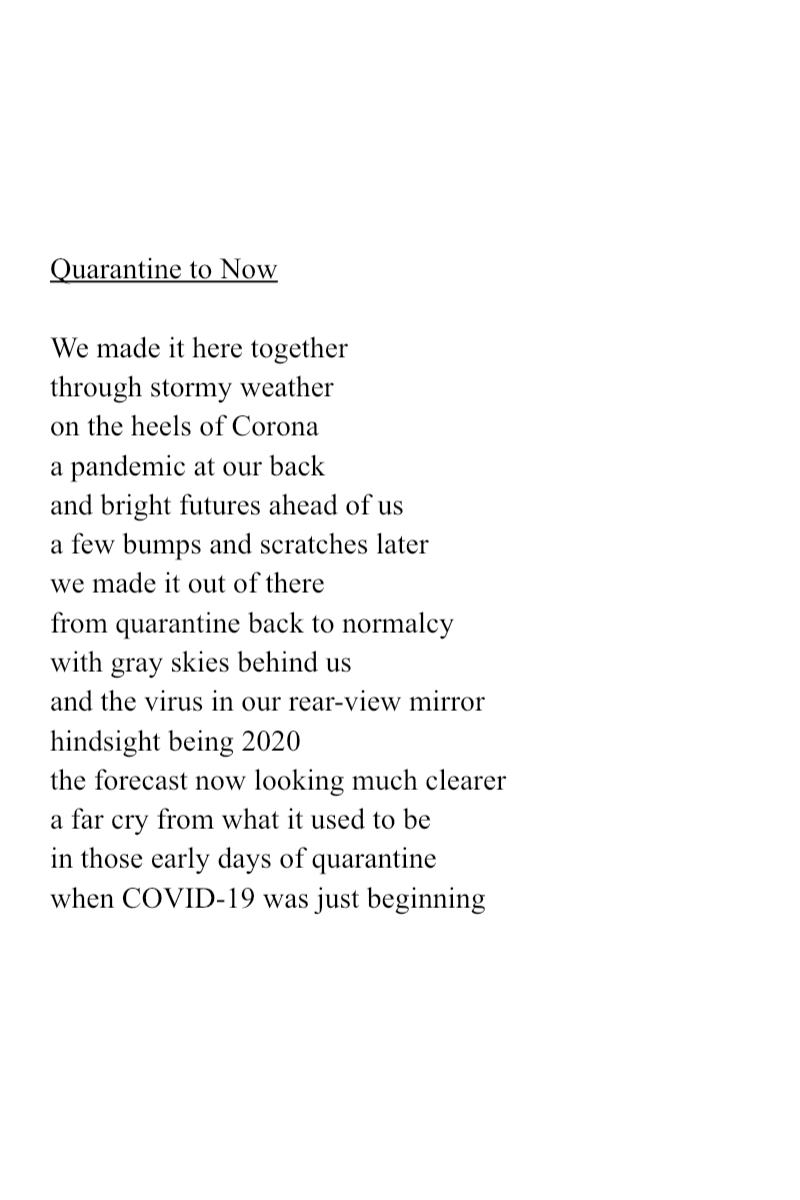 Quarantine to Now
We made it here together
through stormy weather
on the heels of Corona
a pandemic at our back
and bright futures ahead of us
a few bumps and scratches later
we made it out of there
from quarantine back to normalcy
with gray skies behind us
and the virus in our rear-view mirror
hindsight being 2020
the forecast now looking much clearer
a far cry from what it used to be
in those early days of quarantine
when COVID-19 was just beginning